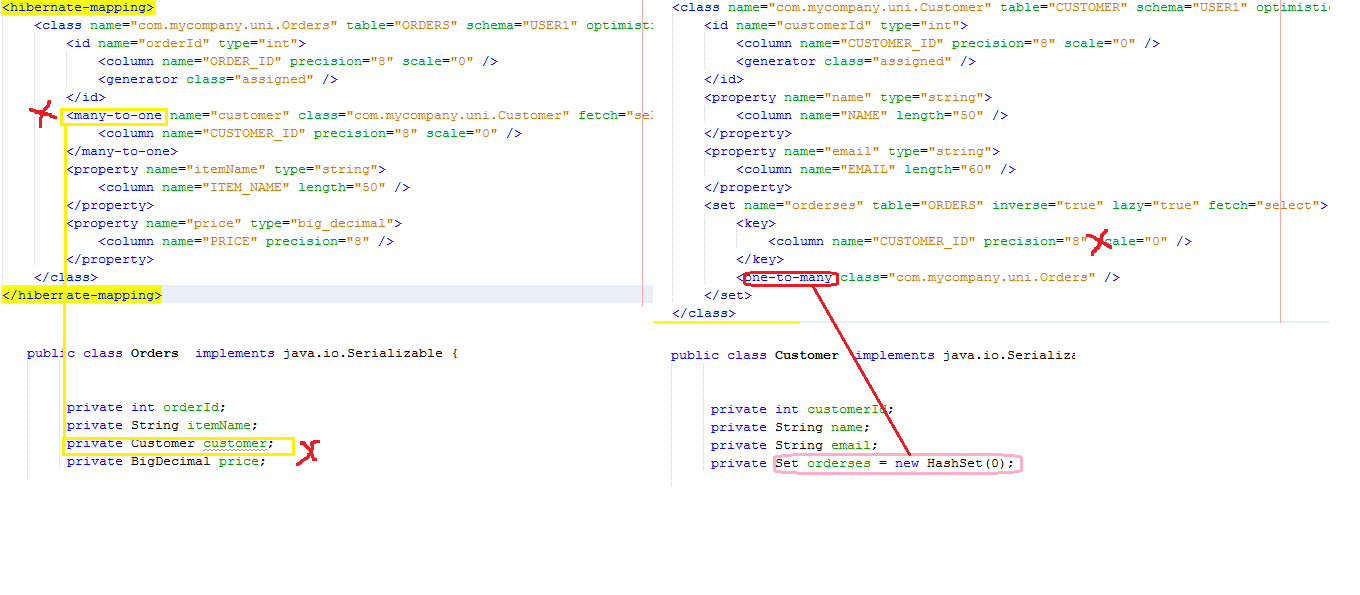 <hibernate-mapping>
<class name="com.mycompany.uni.Orders" table="ORDERS" schema="USER1" optimisti
<id name="orderId" type="int">
<column name="ORDER_ID" precision="8" scale="0" />
<generator class="assigned" />
</id>
<many-to-one name="customer" class="com.mycompany.uni.Customer" fetch="sel
<column name="CUSTOMER_ID" precision="8" scale="0" />
</many-to-one>
<property name="itemName" type="string">
<column name="ITEM_NAME" length="50" />
</property>
<property name="price" type="big_decimal">
<column name="PRICE" precision="8" />
</property>
</class>
</hibernate-mapping>
public class Orders  implements java.io.Serializable {
private int orderId;
private String itemName;
private Customer customer;
private BigDecimal price;
<class name="com.mycompany.uni.Customer" table="CUSTOMER" schema="USER1" optimistic
<id name="customerId" type="int">
<column name="CUSTOMER_ID" precision="8" scale="0" />
<generator class="assigned" />
</id>
<property name="name" type="string">
<column name="NAME" length="50" />
</property>
<property name="email" type="string">
<column name="EMAIL" length="60" />
</property>
<set name="orderses" table="ORDERS" inverse="true" lazy="true" fetch="select">
<key>
<column name="CUSTOMER_ID" precision="8" scale="0" />
</key>
<one-to-many class="com.mycompany.uni.Orders" />
</set>
</class>
public class Customer  implements java.io.Serializa
private int customerId;
private String name;
private String email;
private Set orderses = new HashSet(0);